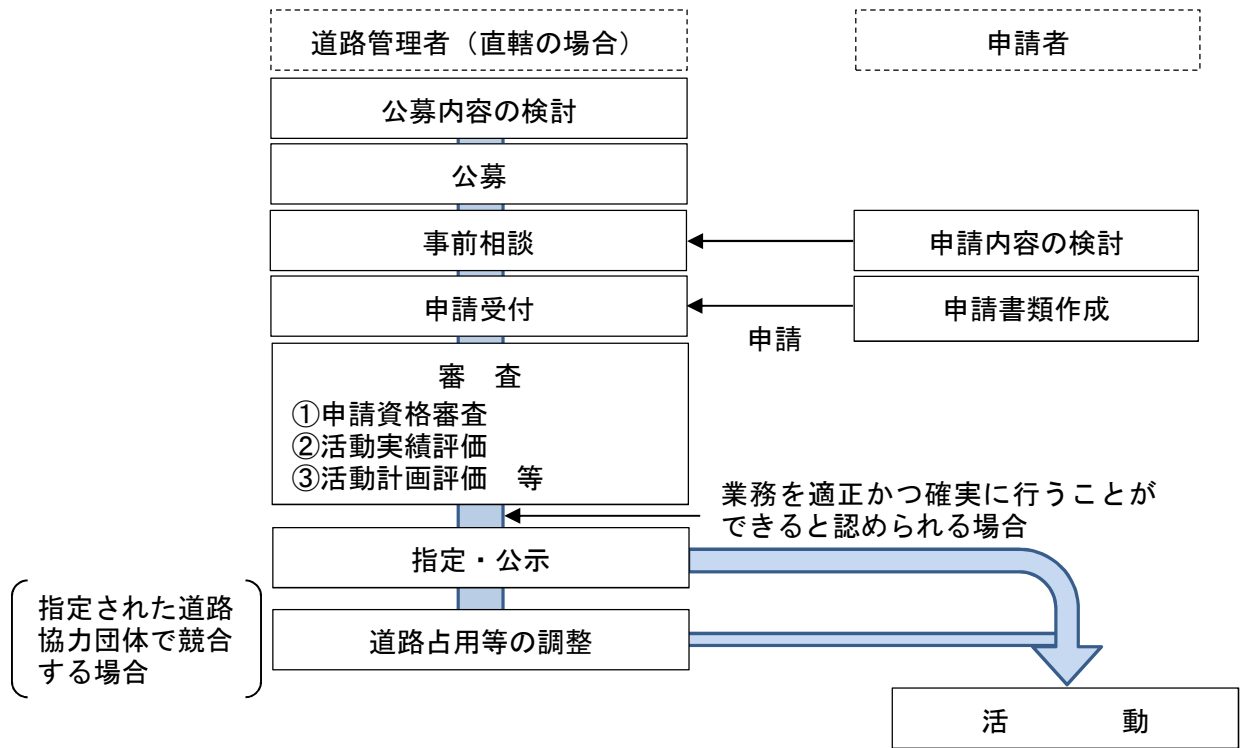 道路管理者（直轄の場合）
申請者
公募内容の検討
公募
事前相談
申請内容の検討
申請受付
申請書類作成
申請
審　査
①申請資格審査
②活動実績評価
③活動計画評価　等
業務を適正かつ確実に行うことが
できると認められる場合
指定・公示
指定された道路
協力団体で競合
する場合
道路占用等の調整
活　　　動